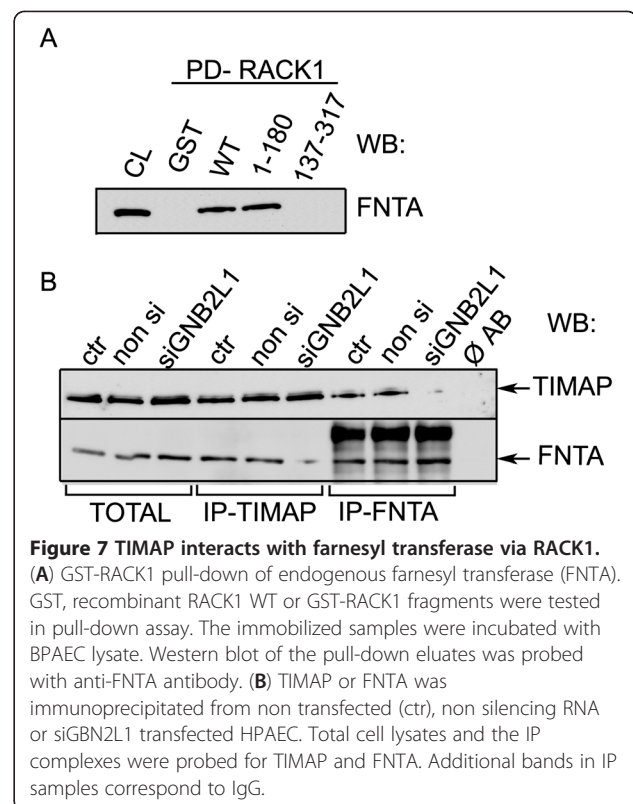 A
PD- RACK1
CL GST WT 1-180 137-317 WB:
FNTA
B
ctr non si siGNB2L1 ctr non si siGNB2L1 ctr non si siGNB2L1 Ø AB WB:
TIMAP
FNTA
TOTAL IP-TIMAP IP-FNTA
Figure 7 TIMAP interacts with farnesyl transferase via RACK1.
(A) GST-RACK1 pull-down of endogenous farnesyl transferase (FNTA).
GST, recombinant RACK1 WT or GST-RACK1 fragments were tested
in pull-down assay. The immobilized samples were incubated with
BPAEC lysate. Western blot of the pull-down eluates was probed
with anti-FNTA antibody. (B) TIMAP or FNTA was
immunoprecipitated from non transfected (ctr), non silencing RNA
or siGBN2L1 transfected HPAEC. Total cell lysates and the IP
complexes were probed for TIMAP and FNTA. Additional bands in IP
samples correspond to IgG.